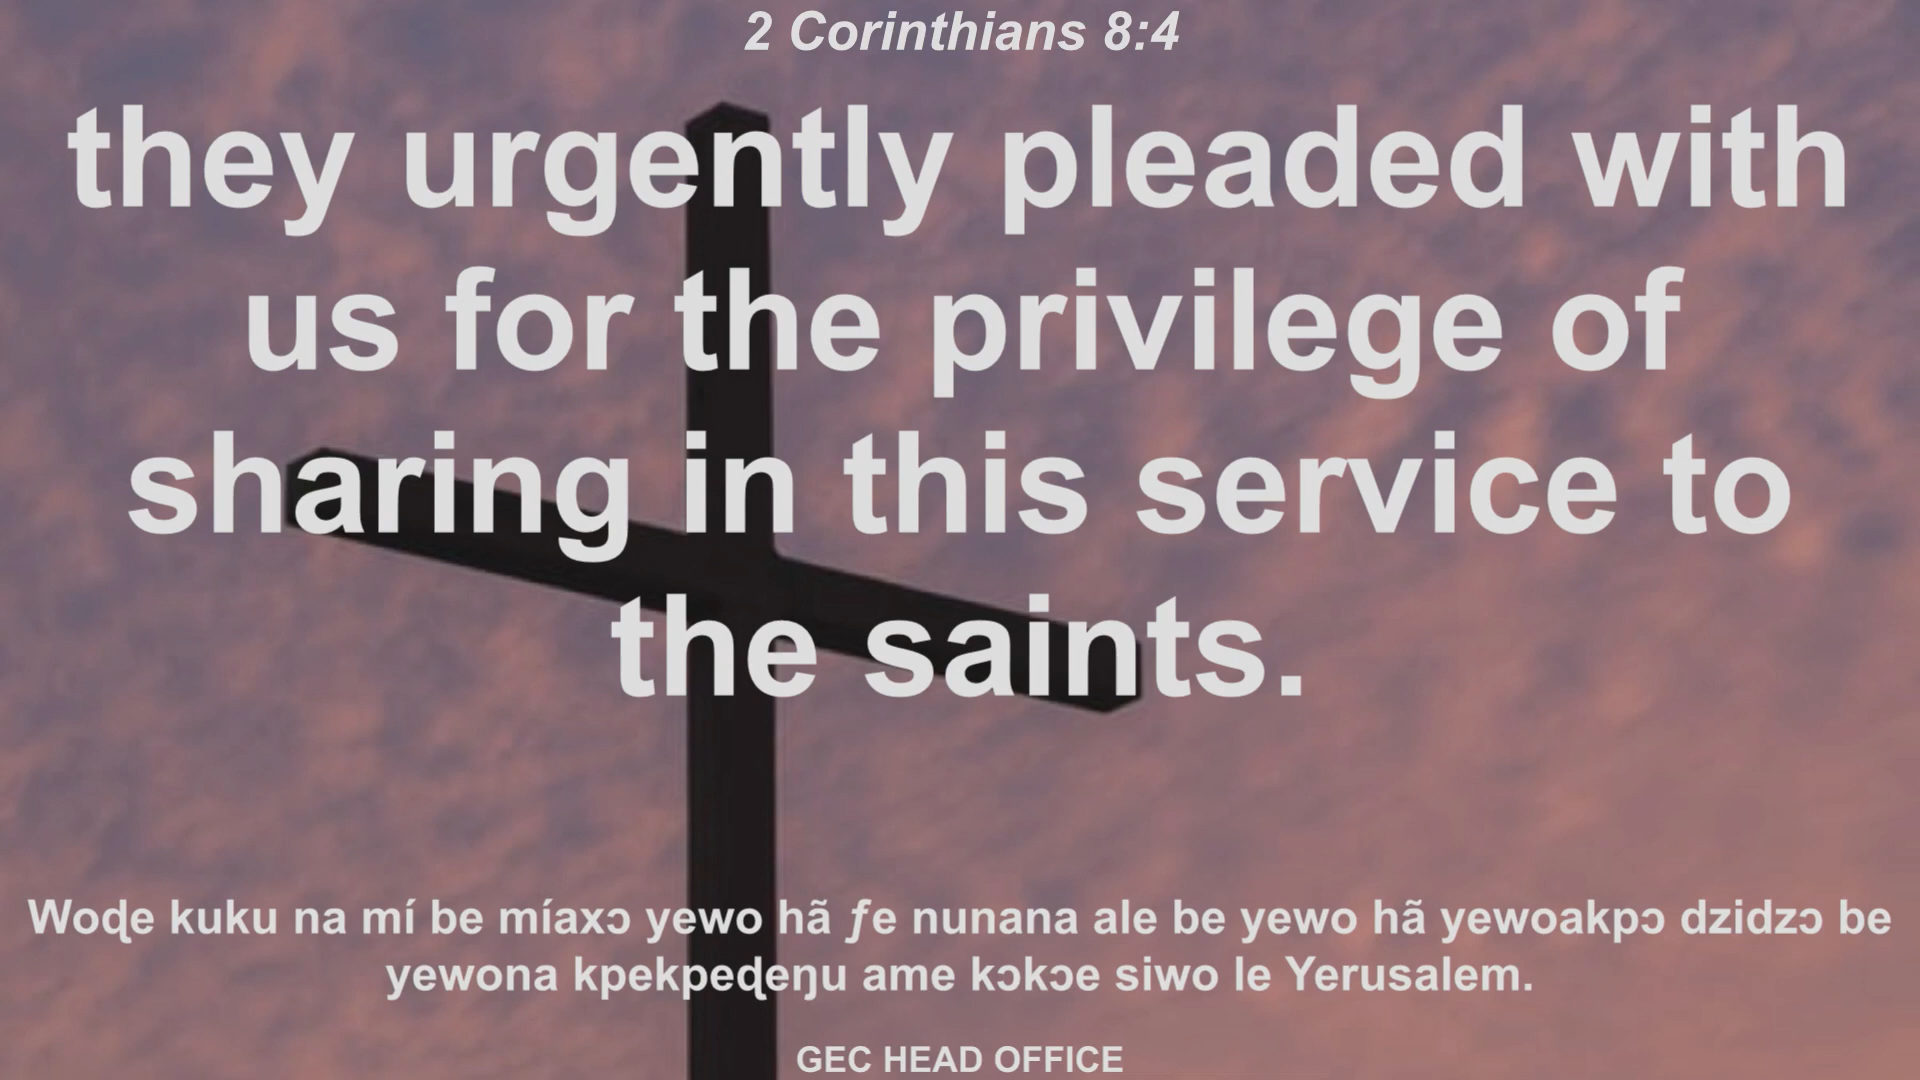 2 Corinthians 8:4
they urgently pleaded with
us for the privilege of
sharing in this service to
the saints.
Woɖe kuku na mí be míaxɔ yewo hã ƒe nunana ale be yewo hã yewoakpɔ dzidzɔ be
yewona kpekpeɖeŋu ame kɔkɔe siwo le Yerusalem.
GEC HEAD OFFICE